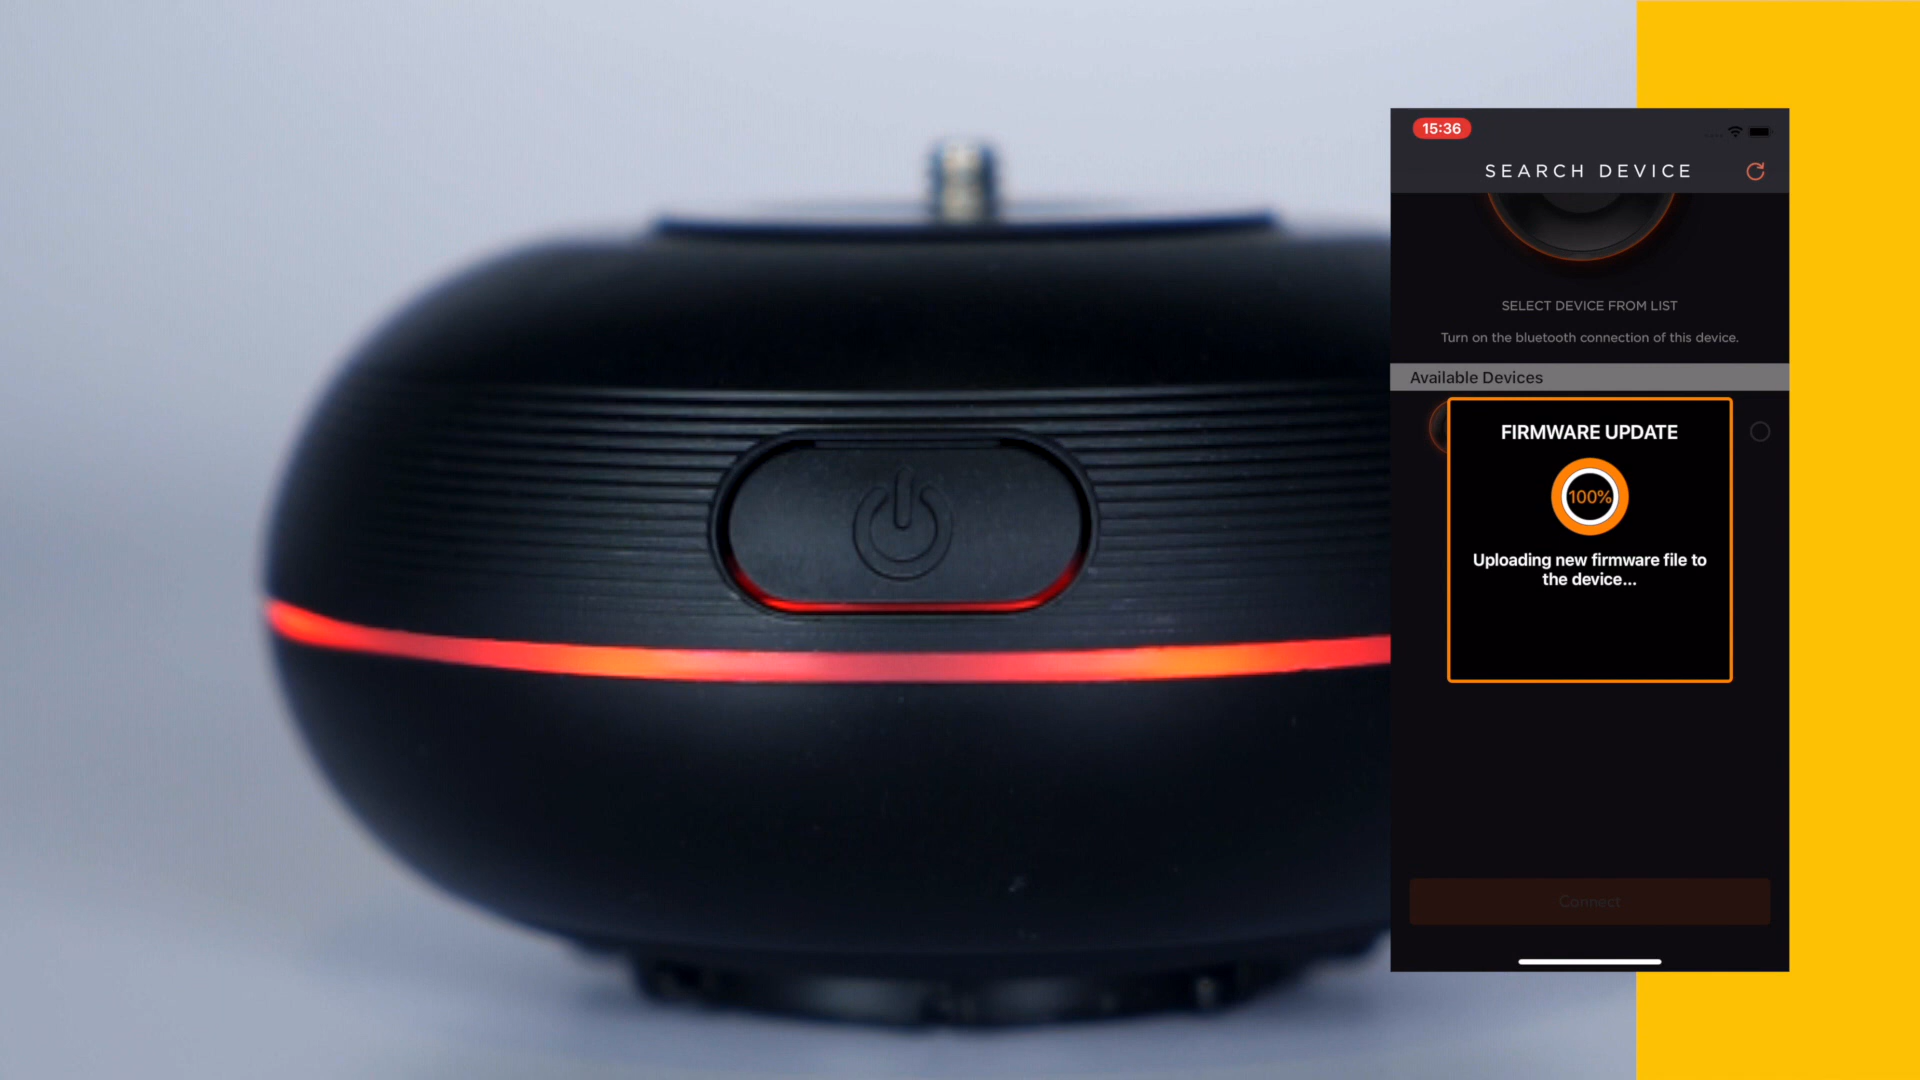 15:36
SEARCH DEVICE
SELECT DEVICE FROM LIST
Turn on the bluetooth connection of this device.
Available Devices
FIRMWARE UPDATE
100%
Uploading new firmware file to
the device...
Connect